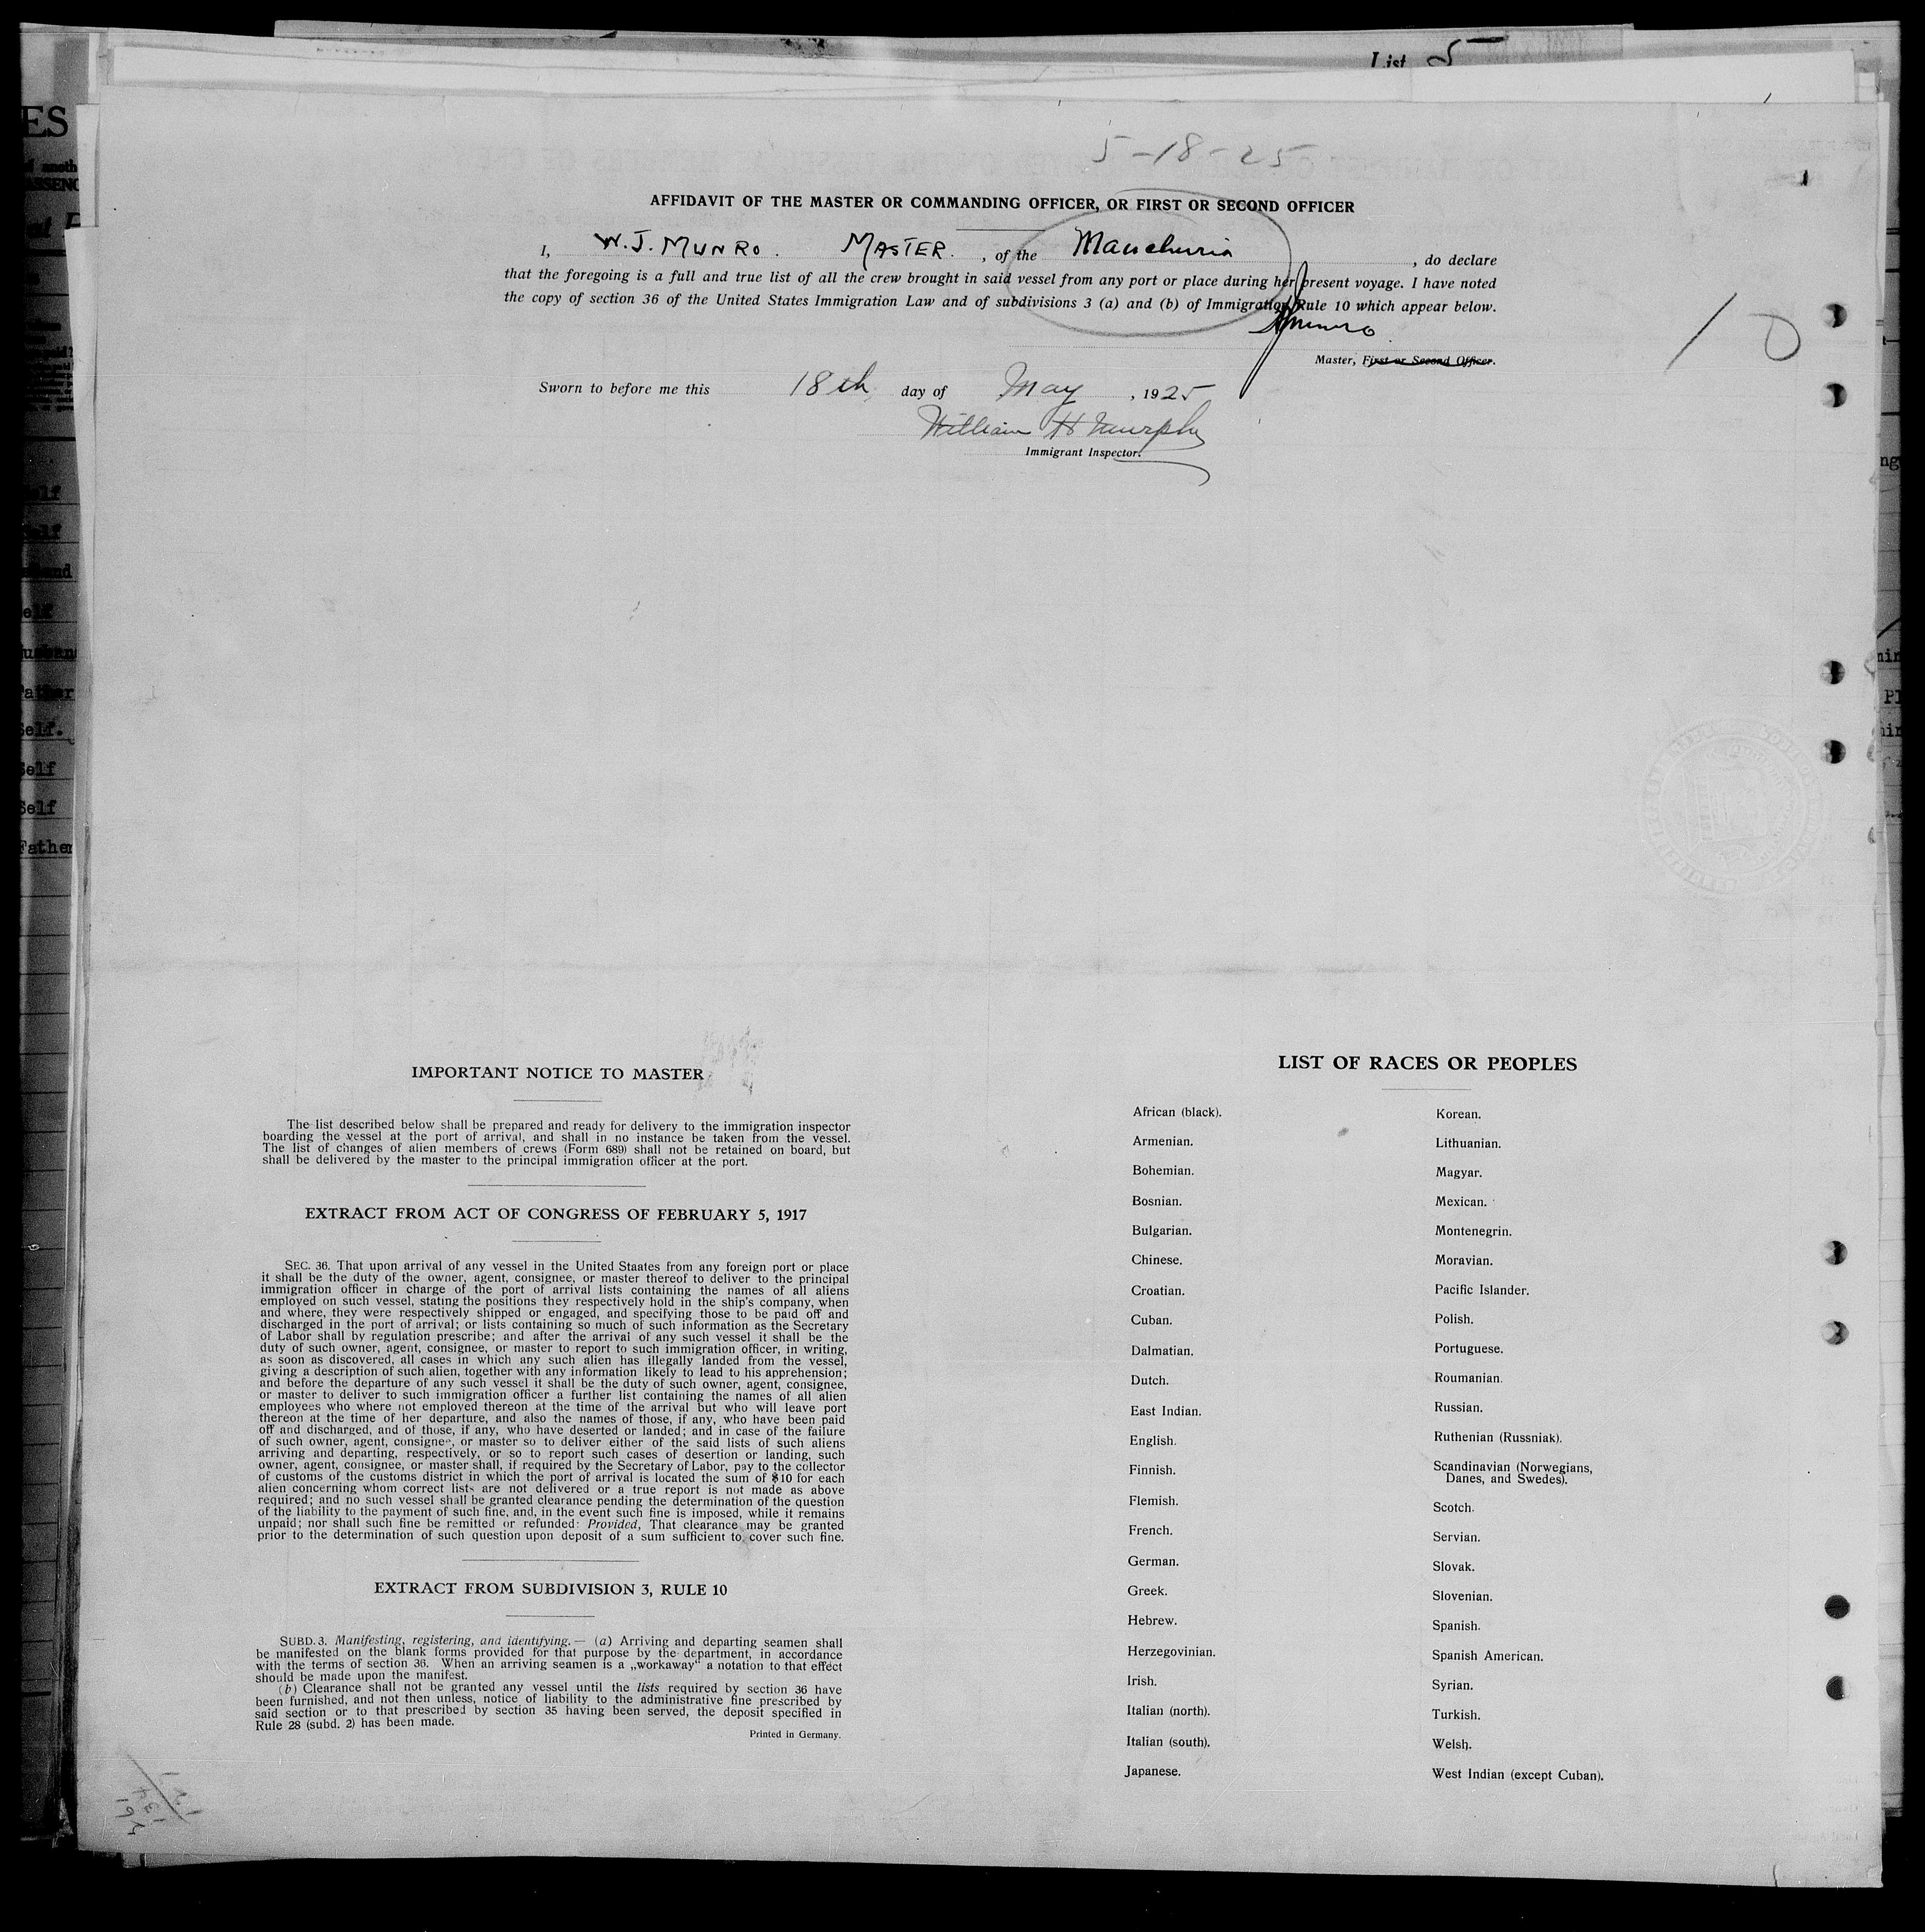 List 5
5-18-25
AFFIDAVIT OF THE MASTER OR COMMANDING OFFICER, OR FIRST OR SECOND OFFICER
I, W. J. MUNRO. MASTER. , of the Manchuria , do declare
that the foregoing is a full and true list of all the crew brought in said vessel from any port or place during her present voyage. I have noted
the copy of section 36 of the United States Immigration Law and of subdivisions 3 (a) and (b) of Immigration Rule 10 which appear below.
Munro
Master, First or Second Officer.
10
Sworn to before me this 18th day of May , 1925
William H Murphy
Immigrant Inspector.
IMPORTANT NOTICE TO MASTER
The list described below shall be prepared and ready for delivery to the immigration inspector
boarding the vessel at the port of arrival, and shall in no instance be taken from the vessel.
The list of changes of alien members of crews (Form 689) shall not be retained on board, but
shall be delivered by the master to the principal immigration officer at the port.
EXTRACT FROM ACT OF CONGRESS OF FEBRUARY 5, 1917
SEC. 36. That upon arrival of any vessel in the United Staates from any foreign port or place
it shall be the duty of the owner, agent, consignee, or master thereof to deliver to the principal
immigration officer in charge of the port of arrival lists containing the names of all aliens
employed on such vessel, stating the positions they respectively hold in the ship's company, when
and where, they were respectively shipped or engaged, and specifying those to be paid off and
discharged in the port of arrival; or lists containing so much of such information as the Secretary
of Labor shall by regulation prescribe; and after the arrival of any such vessel it shall be the
duty of such owner, agent, consignee, or master to report to such immigration officer, in writing,
as soon as discovered, all cases in which any such alien has illegally landed from the vessel,
giving a description of such alien, together with any information likely to lead to his apprehension;
and before the departure of any such vessel it shall be the duty of such owner, agent, consignee,
or master to deliver to such immigration officer a further list containing the names of all alien
employees who where not employed thereon at the time of the arrival but who will leave port
thereon at the time of her departure, and also the names of those, if any, who have been paid
off and discharged, and of those, if any, who have deserted or landed; and in case of the failure
of such owner, agent, consignee, or master so to deliver either of the said lists of such aliens
arriving and departing, respectively, or so to report such cases of desertion or landing, such
owner, agent, consignee, or master shall, if required by the Secretary of Labor, pay to the collector
of customs of the customs district in which the port of arrival is located the sum of $10 for each
alien concerning whom correct lists are not delivered or a true report is not made as above
required; and no such vessel shall be granted clearance pending the determination of the question
of the liability to the payment of such fine, and, in the event such fine is imposed, while it remains
unpaid; nor shall such fine be remitted or refunded: Provided, That clearance may be granted
prior to the determination of such question upon deposit of a sum sufficient to cover such fine.
EXTRACT FROM SUBDIVISION 3, RULE 10
SUBD. 3. Manifesting, registering, and identifying.— (a) Arriving and departing seamen shall
be manifested on the blank forms provided for that purpose by the department, in accordance
with the terms of section 36. When an arriving seamen is a „workaway“ a notation to that effect
should be made upon the manifest.
(b) Clearance shall not be granted any vessel until the lists required by section 36 have
been furnished, and not then unless, notice of liability to the administrative fine prescribed by
said section or to that prescribed by section 35 having been served, the deposit specified in
Rule 28 (subd. 2) has been made.
Printed in Germany.
LIST OF RACES OR PEOPLES
African (black).
Armenian.
Bohemian.
Bosnian.
Bulgarian.
Chinese.
Croatian.
Cuban.
Dalmatian.
Dutch.
East Indian.
English.
Finnish.
Flemish.
French.
German.
Greek.
Hebrew.
Herzegovinian.
Irish.
Italian (north).
Italian (south).
Japanese.
Korean.
Lithuanian.
Magyar.
Mexican.
Montenegrin.
Moravian.
Pacific Islander.
Polish.
Portuguese.
Roumanian.
Russian.
Ruthenian (Russniak).
Scandinavian (Norwegians,
Danes, and Swedes).
Scotch.
Servian.
Slovak.
Slovenian.
Spanish.
Spanish American.
Syrian.
Turkish.
Welsh.
West Indian (except Cuban).